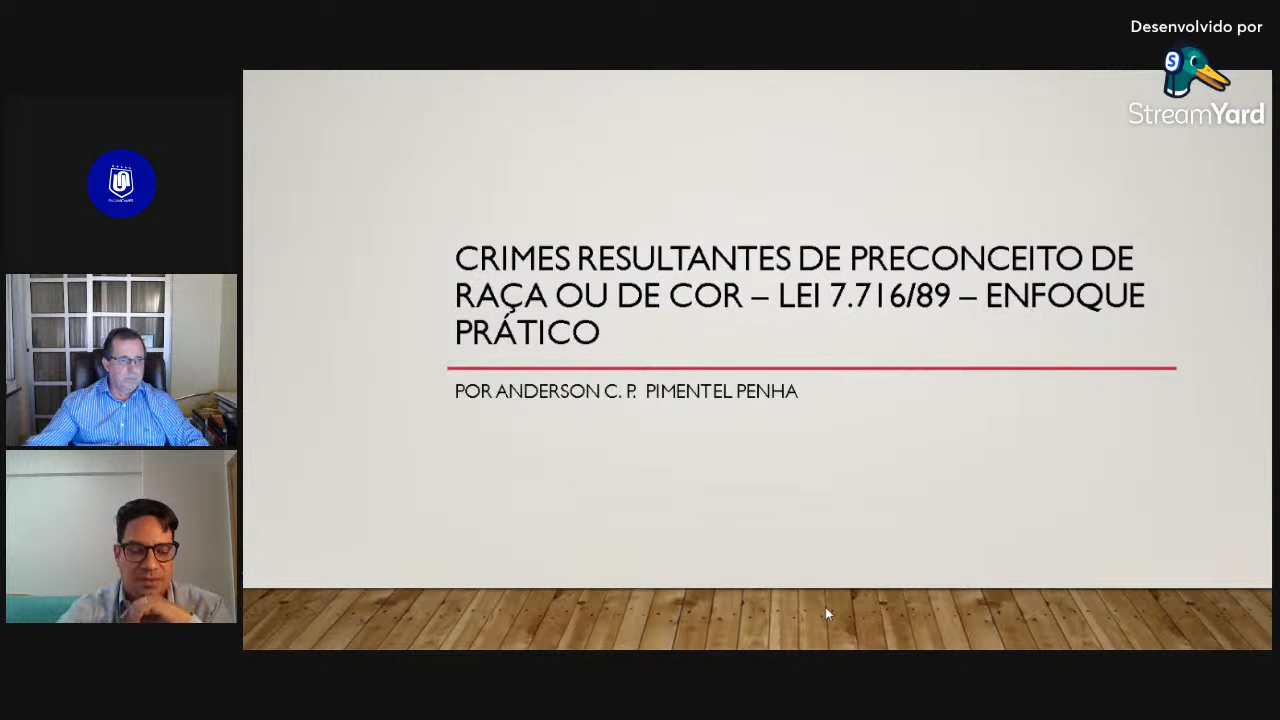 Desenvolvido por
S
StreamYard
CRIMES RESULTANTES DE PRECONCEITO DE
RAÇA OU DE COR – LEI 7.716/89 – ENFOQUE
PRÁTICO
POR ANDERSON C. P. PIMENTEL PENHA